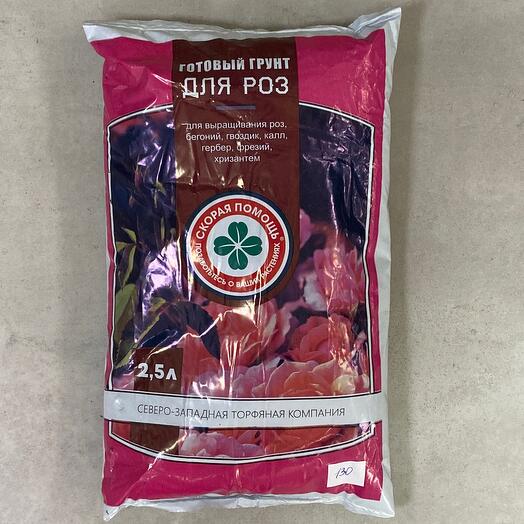 ГОТОВЫЙ ГРУНТ
ДЛЯ РОЗ
для выращивания роз,
бегоний, гвоздик, калл,
гербер, фрезий,
хризантем
СКОРАЯ ПОМОЩЬ®
ПОЗАБОТЬТЕСЬ О ВАШИХ РАСТЕНИЯХ
2,5л
СЕВЕРО-ЗАПАДНАЯ ТОРФЯНАЯ КОМПАНИЯ
130